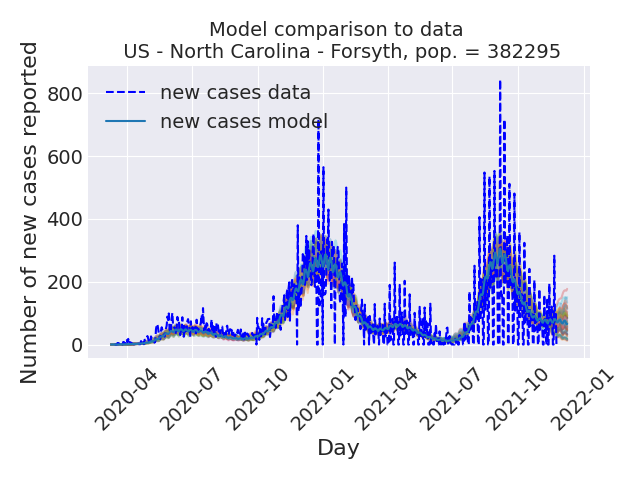 Model comparison to data
US - North Carolina - Forsyth, pop. = 382295
Number of new cases reported
800
600
400
200
0
new cases data
new cases model
2020-04
2020-07
2020-10
2021-01
2021-04
2021-07
2021-10
2022-01
Day